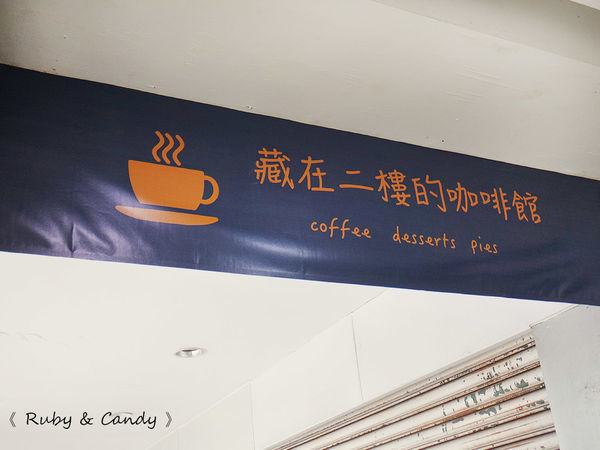 藏在二樓的咖啡館
coffee desserts pies
《 Ruby & Candy 》